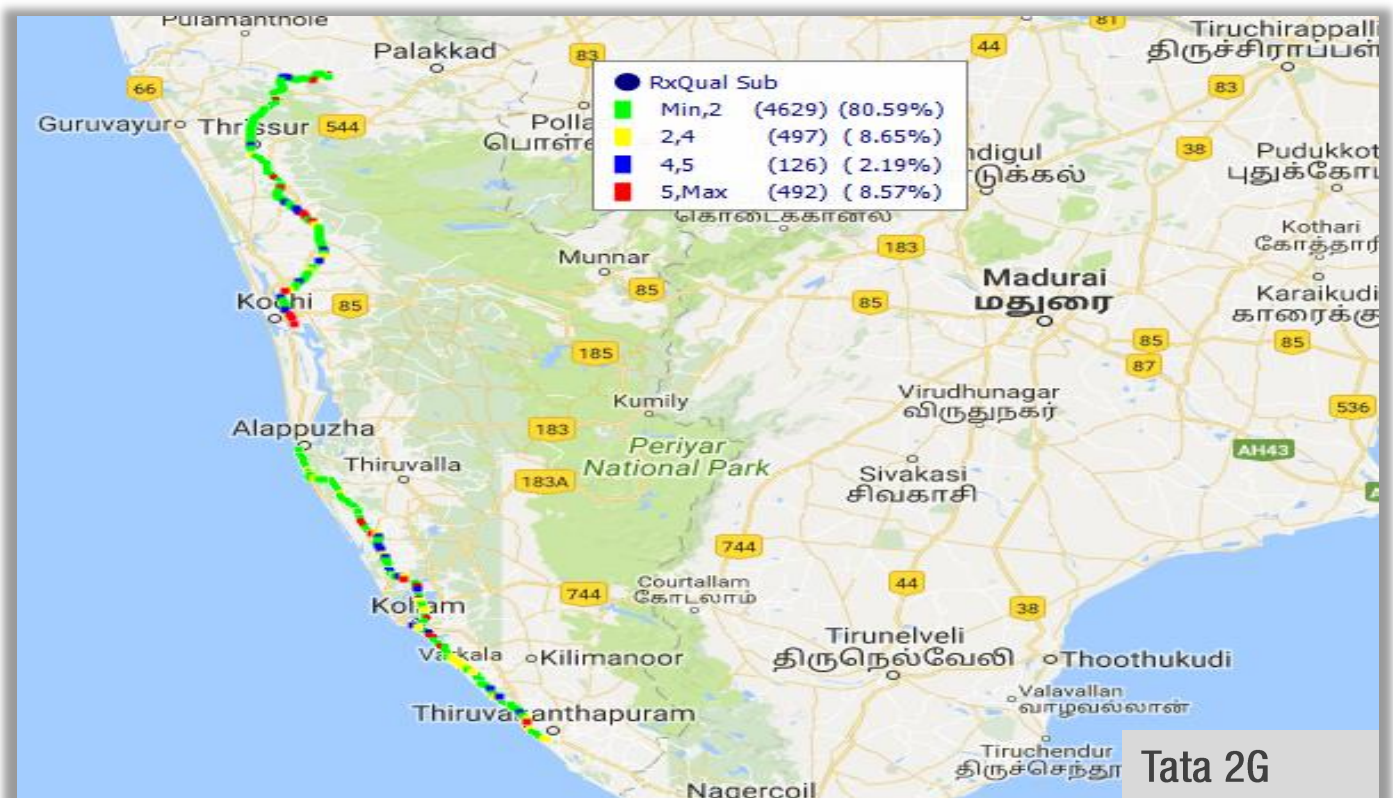 Pulamanthole
81
Tiruchirappalli
திருச்சிராப்பள்
Palakkad
83
44
66
83
RxQual Sub
Min,2 (4629) (80.59%)
2,4 (497) ( 8.65%)
4,5 (126) ( 2.19%)
5,Max (492) ( 8.57%)
Guruvayur
Thrissur
544
Polla
பொள்ள
ndigul
டுக்கல்
38
Pudukkot
புதுக்கோட
கொடைக்கானல்
Kothari
கோத்தாரி
Munnar
183
85
Madurai
மதுரை
Kochi
85
85
Karaikudi
காரைக்கு
85
87
85
185
Kumily
Virudhunagar
விருதுநகர்
536
Alappuzha
183
Periyar
National Park
AH43
Thiruvalla
183A
Sivakasi
சிவகாசி
A
744
Courtallam
கோடலாம்
44
744
38
Kollam
Tirunelveli
திருநெல்வேலி
Varkala
Kilimanoor
Thoothukudi
Valavallan
வாழவல்லான்
Thiruvananthapuram
Tiruchendur
திருச்செந்தூர
Tata 2G
Nagercoil